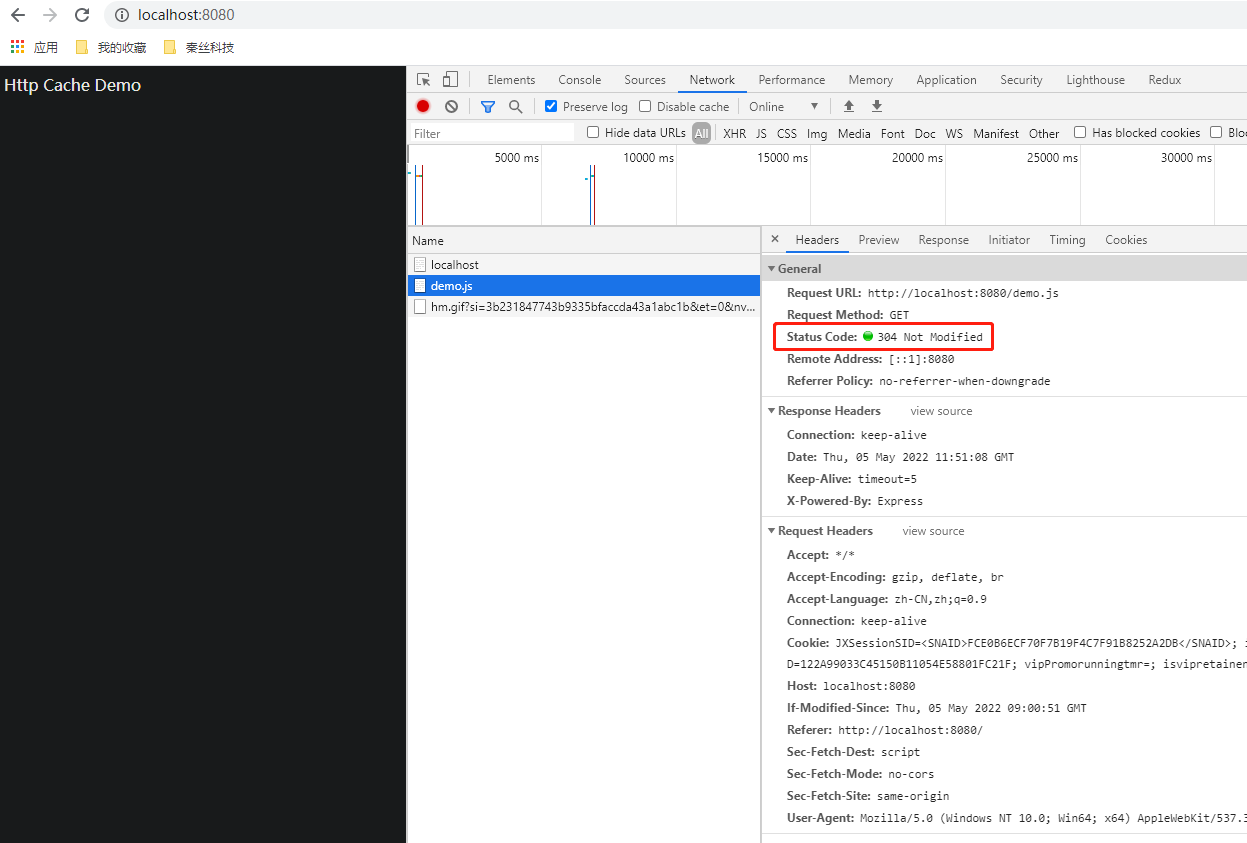 localhost:8080
应用 我的收藏 秦丝科技
Http Cache Demo
Elements Console Sources Network Performance Memory Application Security Lighthouse Redux
Preserve log Disable cache Online
Filter Hide data URLs All XHR JS CSS Img Media Font Doc WS Manifest Other Has blocked cookies Blo
5000 ms 10000 ms 15000 ms 20000 ms 25000 ms 30000 ms
Name
localhost
demo.js
hm.gif?si=3b231847743b9335bfaccda43a1abc1b&et=0&nv...
Headers Preview Response Initiator Timing Cookies
General
Request URL: http://localhost:8080/demo.js
Request Method: GET
Status Code: 304 Not Modified
Remote Address: [::1]:8080
Referrer Policy: no-referrer-when-downgrade
Response Headers view source
Connection: keep-alive
Date: Thu, 05 May 2022 11:51:08 GMT
Keep-Alive: timeout=5
X-Powered-By: Express
Request Headers view source
Accept: */*
Accept-Encoding: gzip, deflate, br
Accept-Language: zh-CN,zh;q=0.9
Connection: keep-alive
Cookie: JXSessionSID=<SNAID>FCE0B6ECF70F7B19F4C7F91B8252A2DB</SNAID>;
D=122A99033C45150B11054E58801FC21F; vipPromorunningtmr=; isvipretainen
Host: localhost:8080
If-Modified-Since: Thu, 05 May 2022 09:00:51 GMT
Referer: http://localhost:8080/
Sec-Fetch-Dest: script
Sec-Fetch-Mode: no-cors
Sec-Fetch-Site: same-origin
User-Agent: Mozilla/5.0 (Windows NT 10.0; Win64; x64) AppleWebKit/537.3